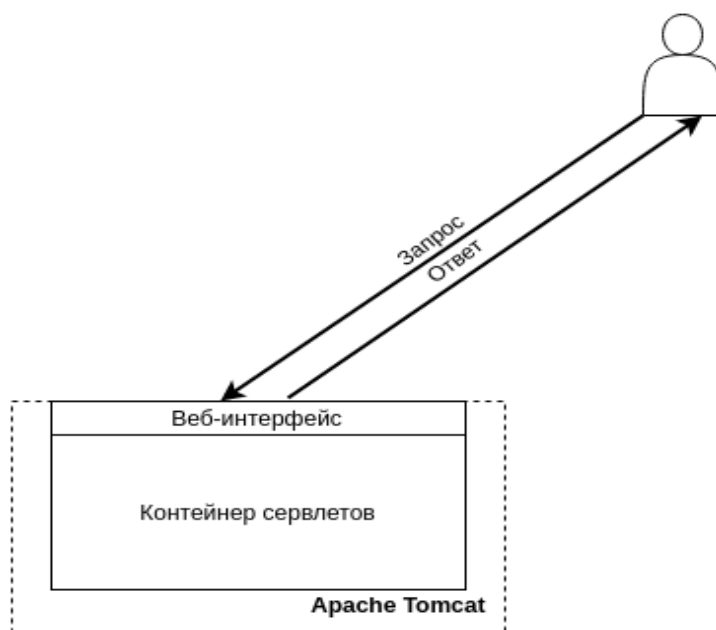 Запрос
Ответ
Веб-интерфейс
Контейнер сервлетов
Apache Tomcat